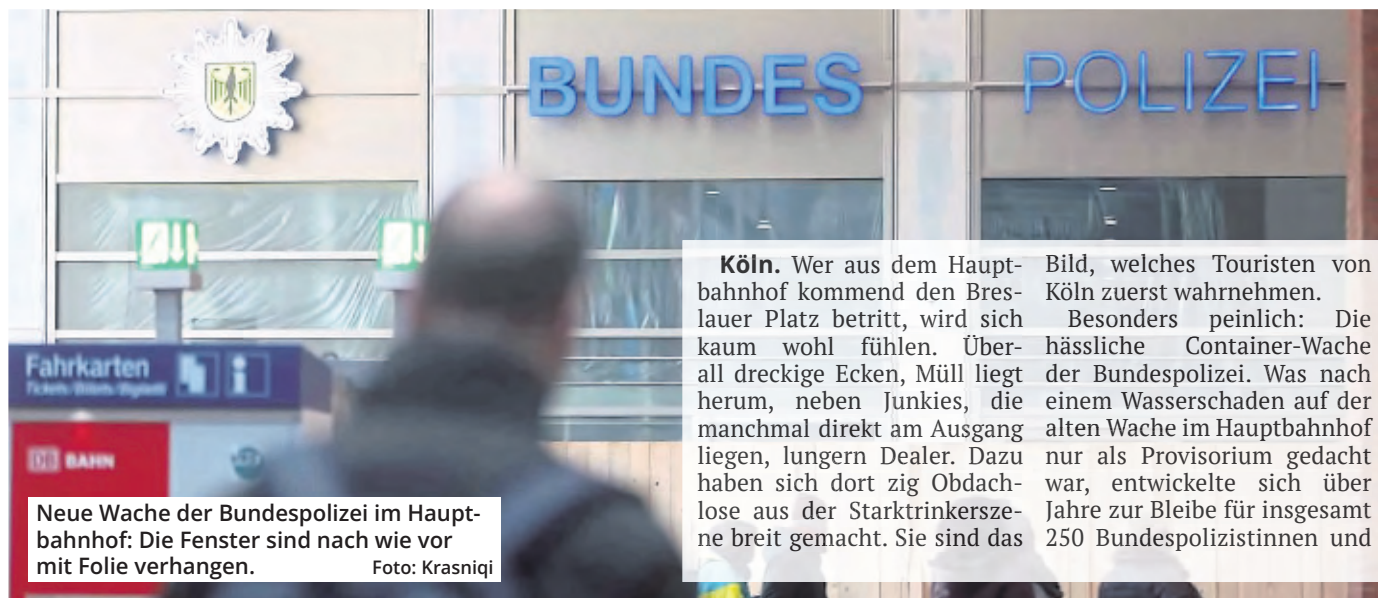 BUNDES POLIZEI
Fahrkarten
Tickets/Billets/Biglietti
DB BAHN
Neue Wache der Bundespolizei im Haupt-
bahnhof: Die Fenster sind nach wie vor
mit Folie verhangen. Foto: Krasniqi
Köln. Wer aus dem Haupt-
bahnhof kommend den Bres-
lauer Platz betritt, wird sich
kaum wohl fühlen. Über-
all dreckige Ecken, Müll liegt
herum, neben Junkies, die
manchmal direkt am Ausgang
liegen, lungern Dealer. Dazu
haben sich dort zig Obdach-
lose aus der Starktrinkersze-
ne breit gemacht. Sie sind das
Bild, welches Touristen von
Köln zuerst wahrnehmen.
Besonders peinlich: Die
hässliche Container-Wache
der Bundespolizei. Was nach
einem Wasserschaden auf der
alten Wache im Hauptbahnhof
nur als Provisorium gedacht
war, entwickelte sich über
Jahre zur Bleibe für insgesamt
250 Bundespolizistinnen und